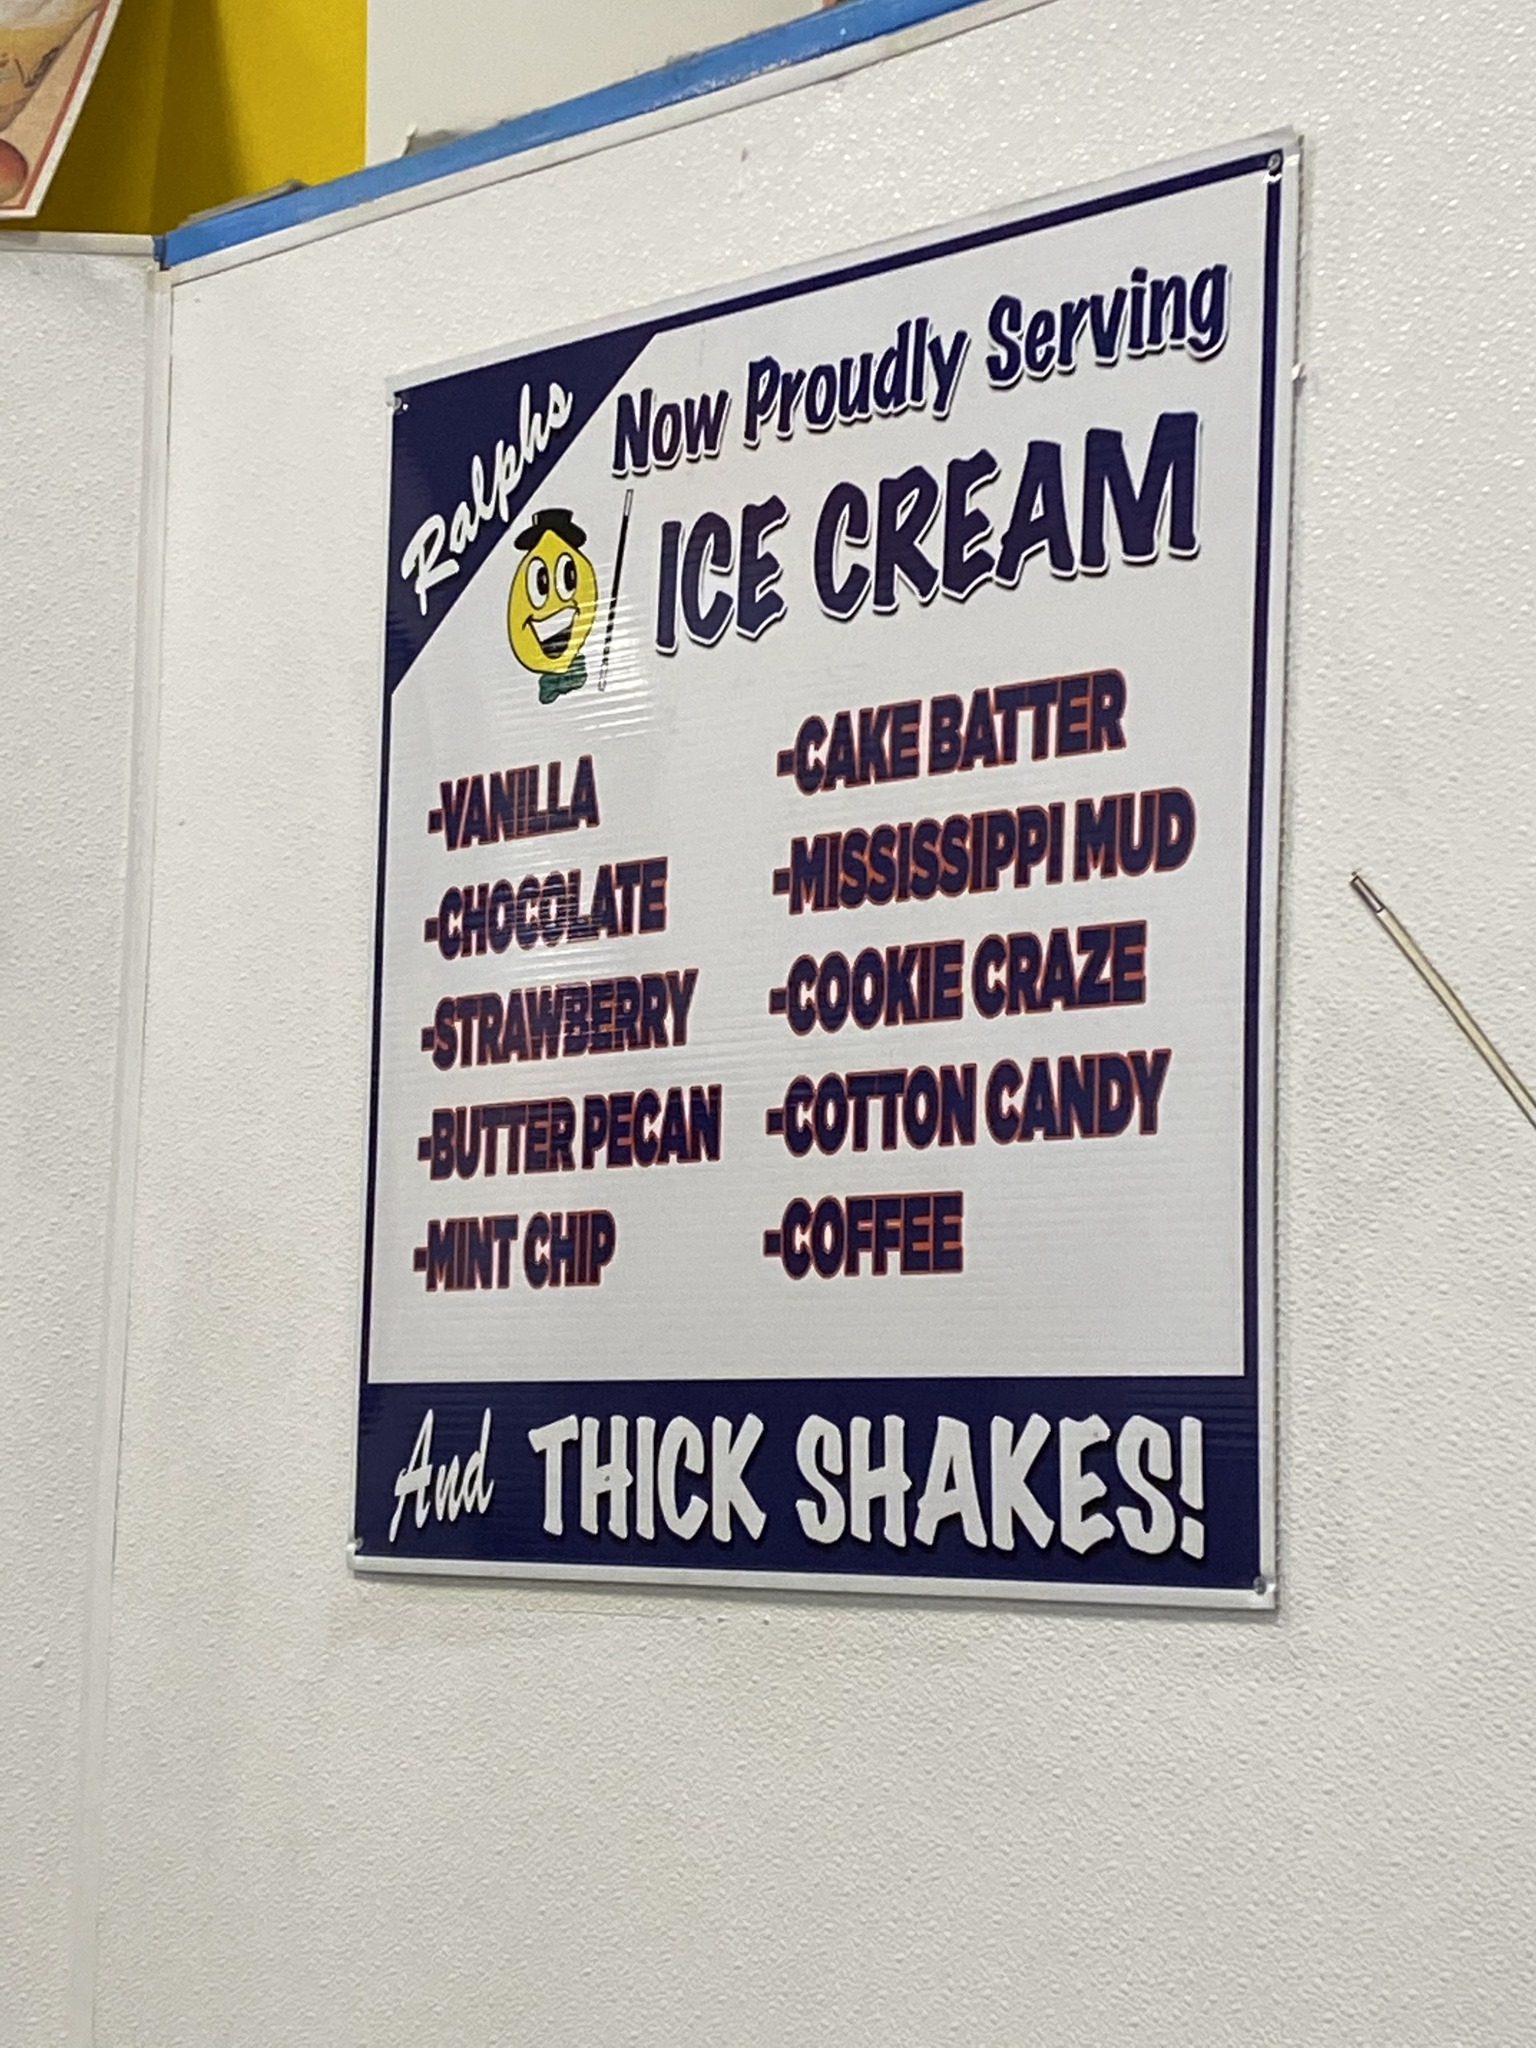 Ralphs
Now Proudly Serving
ICE CREAM
-VANILLA
-CHOCOLATE
-STRAWBERRY
-BUTTER PECAN
-MINT CHIP
-CAKE BATTER
-MISSISSIPPI MUD
-COOKIE CRAZE
-COTTON CANDY
-COFFEE
And THICK SHAKES!